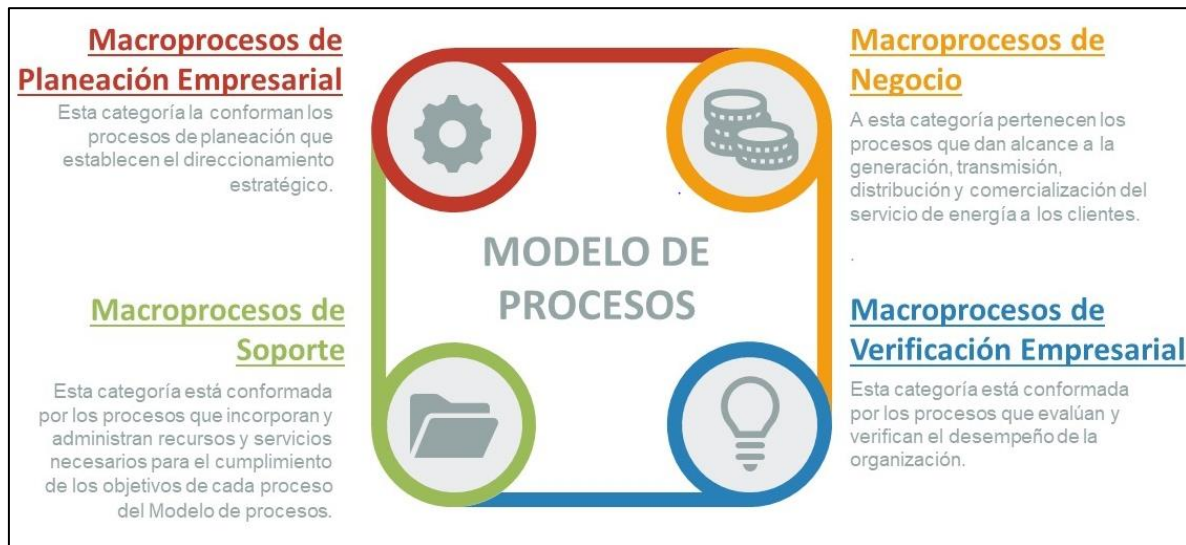 Macroprocesos de
Planeación Empresarial
Esta categoría la conforman los
procesos de planeación que
establecen el direccionamiento
estratégico.
Macroprocesos de
Negocio
A esta categoría pertenecen los
procesos que dan alcance a la
generación, transmisión,
distribución y comercialización del
servicio de energía a los clientes.
.
MODELO DE
PROCESOS
Macroprocesos de
Soporte
Esta categoría está conformada
por los procesos que incorporan y
administran recursos y servicios
necesarios para el cumplimiento
de los objetivos de cada proceso
del Modelo de procesos.
Macroprocesos de
Verificación Empresarial
Esta categoría está conformada
por los procesos que evalúan y
verifican el desempeño de la
organización.